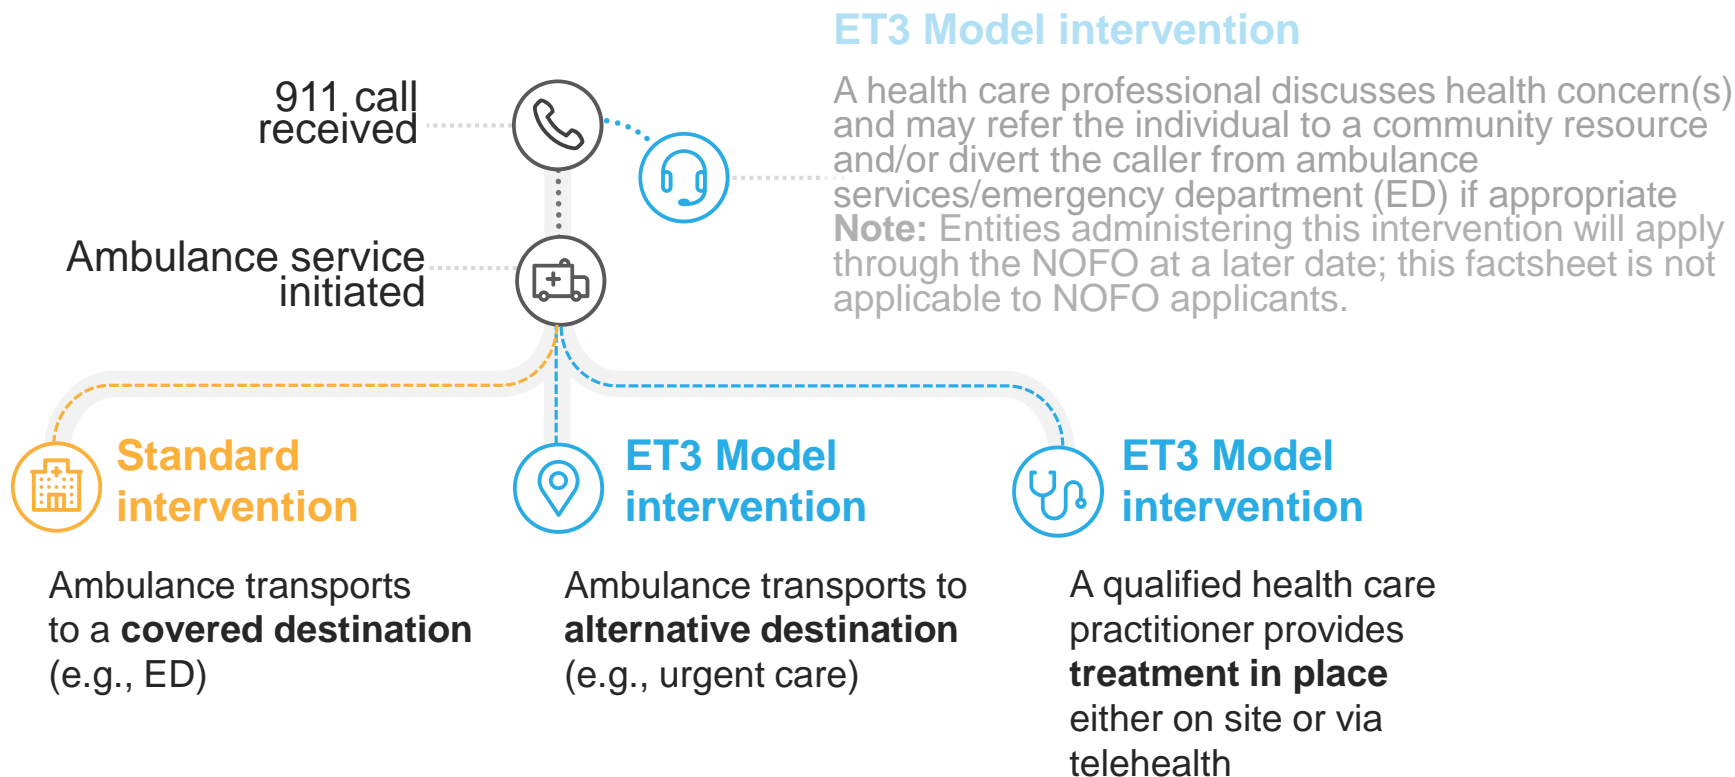 911 call
received
ET3 Model intervention
A health care professional discusses health concern(s)
and may refer the individual to a community resource
and/or divert the caller from ambulance
services/emergency department (ED) if appropriate
Note: Entities administering this intervention will apply
through the NOFO at a later date; this factsheet is not
applicable to NOFO applicants.
Ambulance service
initiated
Standard
intervention
Ambulance transports
to a covered destination
(e.g., ED)
ET3 Model
intervention
Ambulance transports to
alternative destination
(e.g., urgent care)
ET3 Model
intervention
A qualified health care
practitioner provides
treatment in place
either on site or via
telehealth